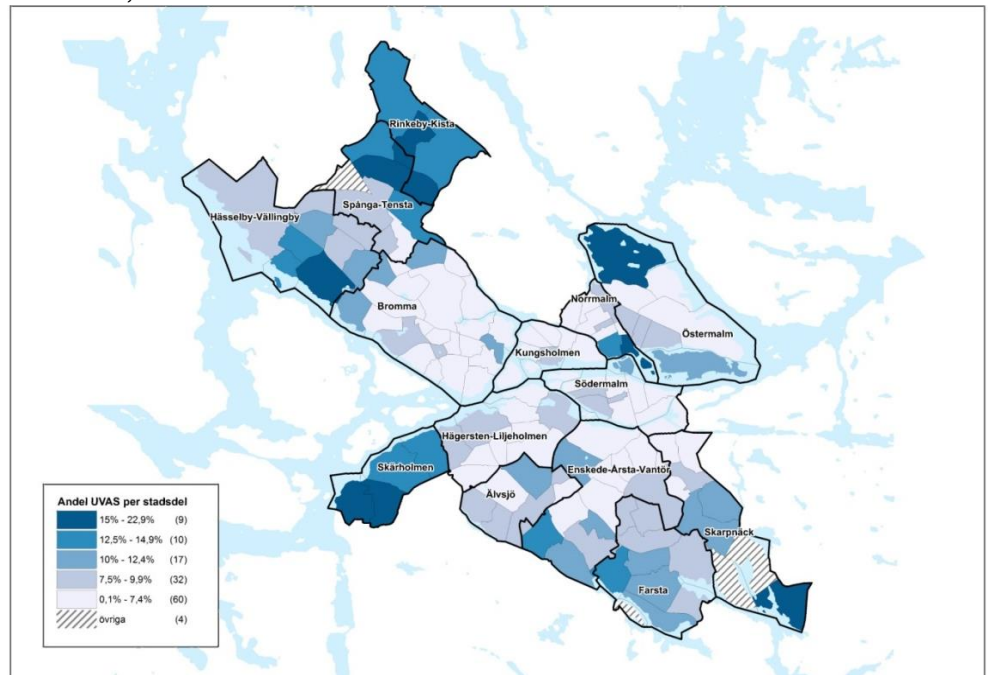 Rinkeby-Kista
Spånga-Tensta
Hässelby-Vällingby
Norrmalm
Bromma
Östermalm
Kungsholmen
Södermalm
Hägersten-Liljeholmen
Skärholmen
Enskede-Årsta-Vantör
Älvsjö
Skarpnäck
Farsta
Andel UVAS per stadsdel
15% - 22,9% (9)
12,5% - 14,9% (10)
10% - 12,4% (17)
7,5% - 9,9% (32)
0,1% - 7,4% (60)
övriga (4)